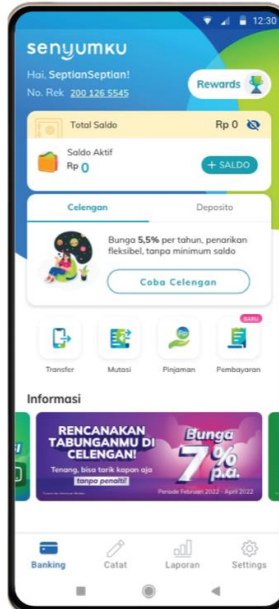 12:30
senyumku
Hai, SeptianSeptian!
No. Rek 200 126 5545
Rewards
Total Saldo
Rp 0
Saldo Aktif
Rp 0
+ SALDO
Celengan
Deposito
Bunga 5,5% per tahun, penarikan
fleksibel, tanpa minimum saldo
Coba Celengan
BARU
Transfer
Mutasi
Pinjaman
Pembayaran
Informasi
RENCANAKAN
TABUNGANMU DI
CELENGAN!
Tenang, bisa tarik kapan aja
tanpa penalti!
Bunga
7%
p.a.
Periode Februari 2022 - April 2022
Banking
Catat
Laporan
Settings